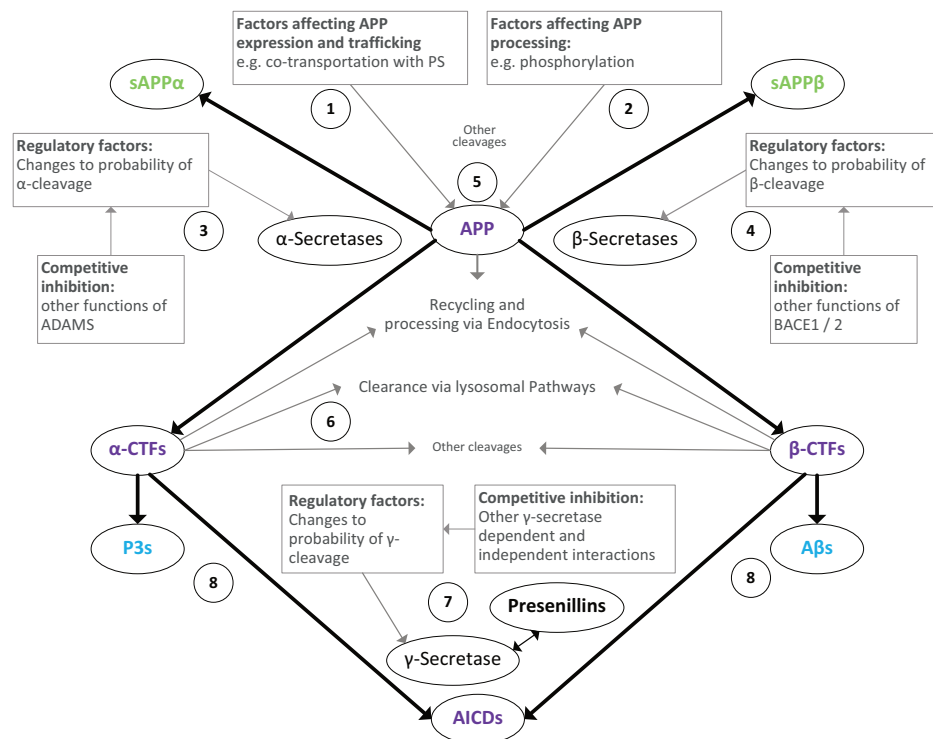 Factors affecting APP
expression and trafficking
e.g. co-transportation with PS
Factors affecting APP
processing:
e.g. phosphorylation
sAPPα
sAPPβ
1
2
Other
cleavages
Regulatory factors:
Changes to probability of
α-cleavage
Regulatory factors:
Changes to probability of
β-cleavage
5
3
α-Secretases
APP
β-Secretases
4
Competitive
inhibition:
other functions of
ADAMS
Competitive
inhibition:
other functions of
BACE1 / 2
Recycling and
processing via Endocytosis
Clearance via lysosomal Pathways
6
α-CTFs
Other cleavages
β-CTFs
Regulatory factors:
Changes to
probability of γ-
cleavage
Competitive inhibition:
Other γ-secretase
dependent and
independent interactions
P3s
Aβs
8
8
7
Presenillins
γ-Secretase
AICDs